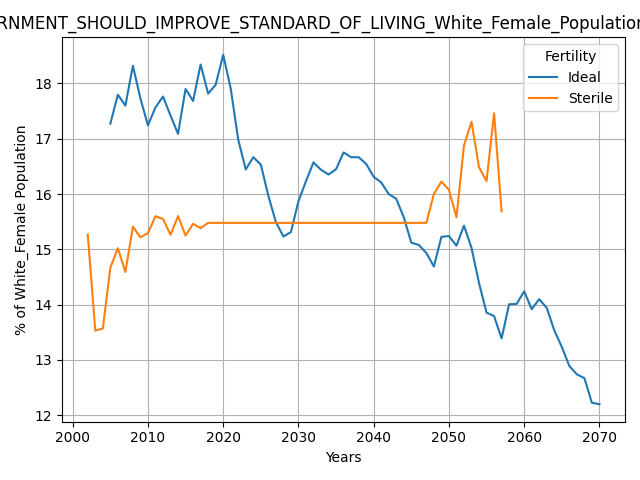 RNMENT_SHOULD_IMPROVE_STANDARD_OF_LIVING_White_Female_Population
Fertility
Ideal
Sterile
% of White_Female Population
18
17
16
15
14
13
12
2000 2010 2020 2030 2040 2050 2060 2070
Years